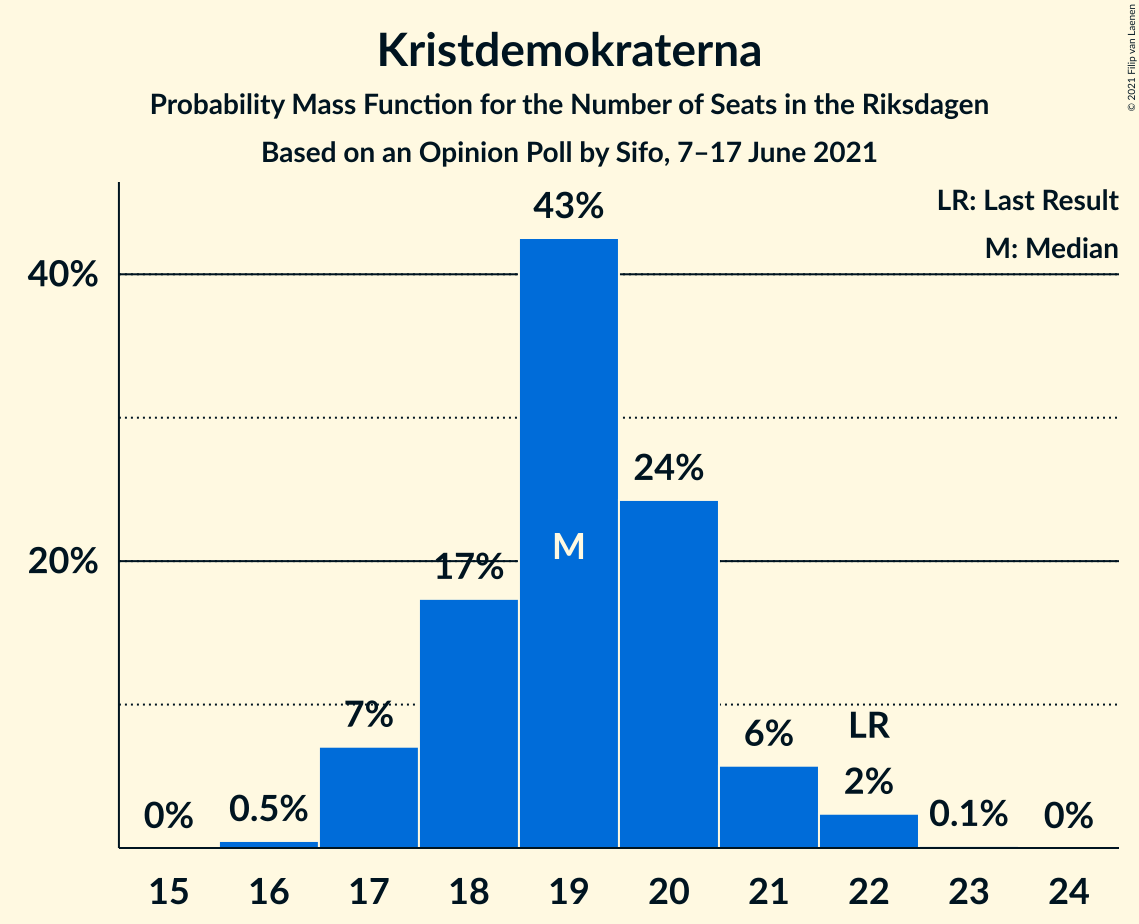 Kristdemokraterna
Probability Mass Function for the Number of Seats in the Riksdagen
Based on an Opinion Poll by Sifo, 7–17 June 2021
© 2021 Filip van Laenen
LR: Last Result
M: Median
43%
40%
24%
M
20%
17%
7%
LR
6%
2%
0.5%
0%
0.1%
0%
15 16 17 18 19 20 21 22 23 24